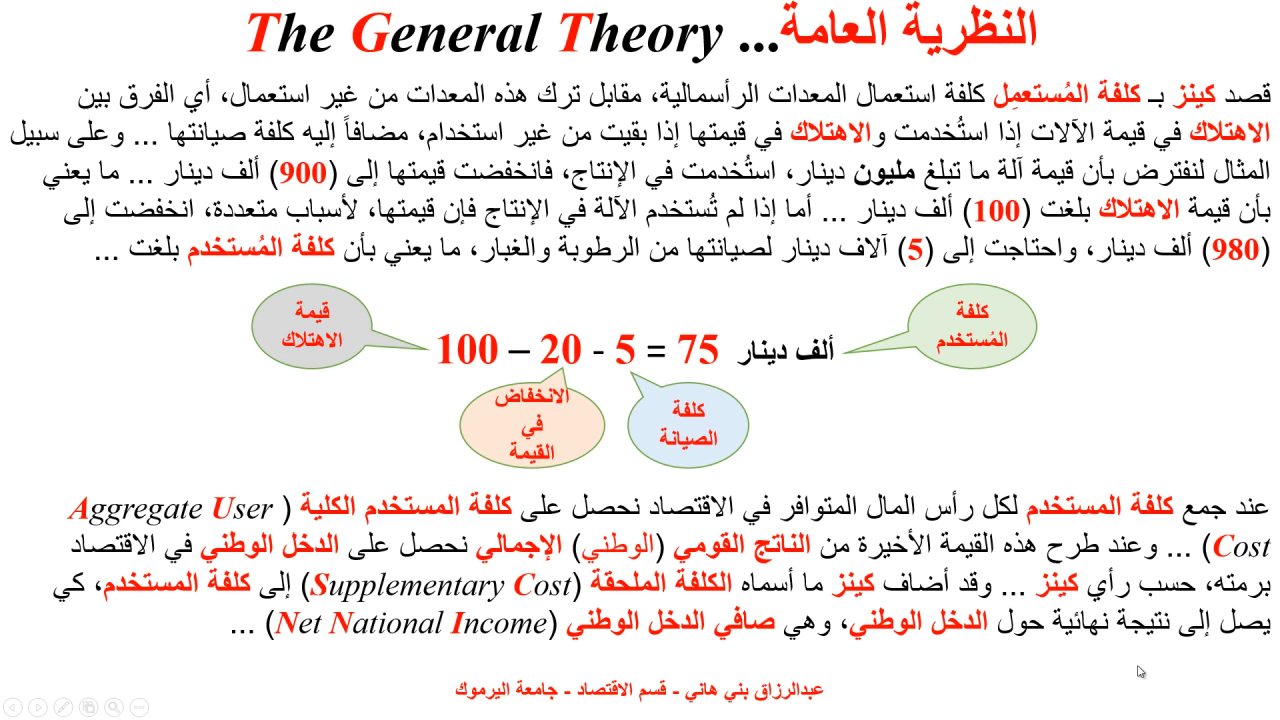 The General Theory ... النظرية العامة
قصد كينز بـ كلفة المُستعمِل كلفة استعمال المعدات الرأسمالية، مقابل ترك هذه المعدات من غير استعمال، أي الفرق بين
الاهتلاك في قيمة الآلات إذا استُخدمت والاهتلاك في قيمتها إذا بقيت من غير استخدام، مضافاً إليه كلفة صيانتها ... وعلى سبيل
المثال لنفترض بأن قيمة آلة ما تبلغ مليون دينار، استُخدمت في الإنتاج، فانخفضت قيمتها إلى (900) ألف دينار ... ما يعني
بأن قيمة الاهتلاك بلغت (100) ألف دينار ... أما إذا لم تُستخدم الآلة في الإنتاج فإن قيمتها، لأسباب متعددة، انخفضت إلى
(980) ألف دينار، واحتاجت إلى (5) آلاف دينار لصيانتها من الرطوبة والغبار، ما يعني بأن كلفة المُستخدم بلغت ...
قيمة
الاهتلاك
كلفة
المُستخدم
100 – 20 - 5 = 75 ألف دينار
الانخفاض
في
القيمة
كلفة
الصيانة
عند جمع كلفة المستخدم لكل رأس المال المتوافر في الاقتصاد نحصل على كلفة المستخدم الكلية (Aggregate User
Cost) ... وعند طرح هذه القيمة الأخيرة من الناتج القومي (الوطني) الإجمالي نحصل على الدخل الوطني في الاقتصاد
برمته، حسب رأي كينز ... وقد أضاف كينز ما أسماه الكلفة الملحقة (Supplementary Cost) إلى كلفة المستخدم، كي
يصل إلى نتيجة نهائية حول الدخل الوطني، وهي صافي الدخل الوطني (Net National Income) ...
عبدالرزاق بني هاني - قسم الاقتصاد - جامعة اليرموك